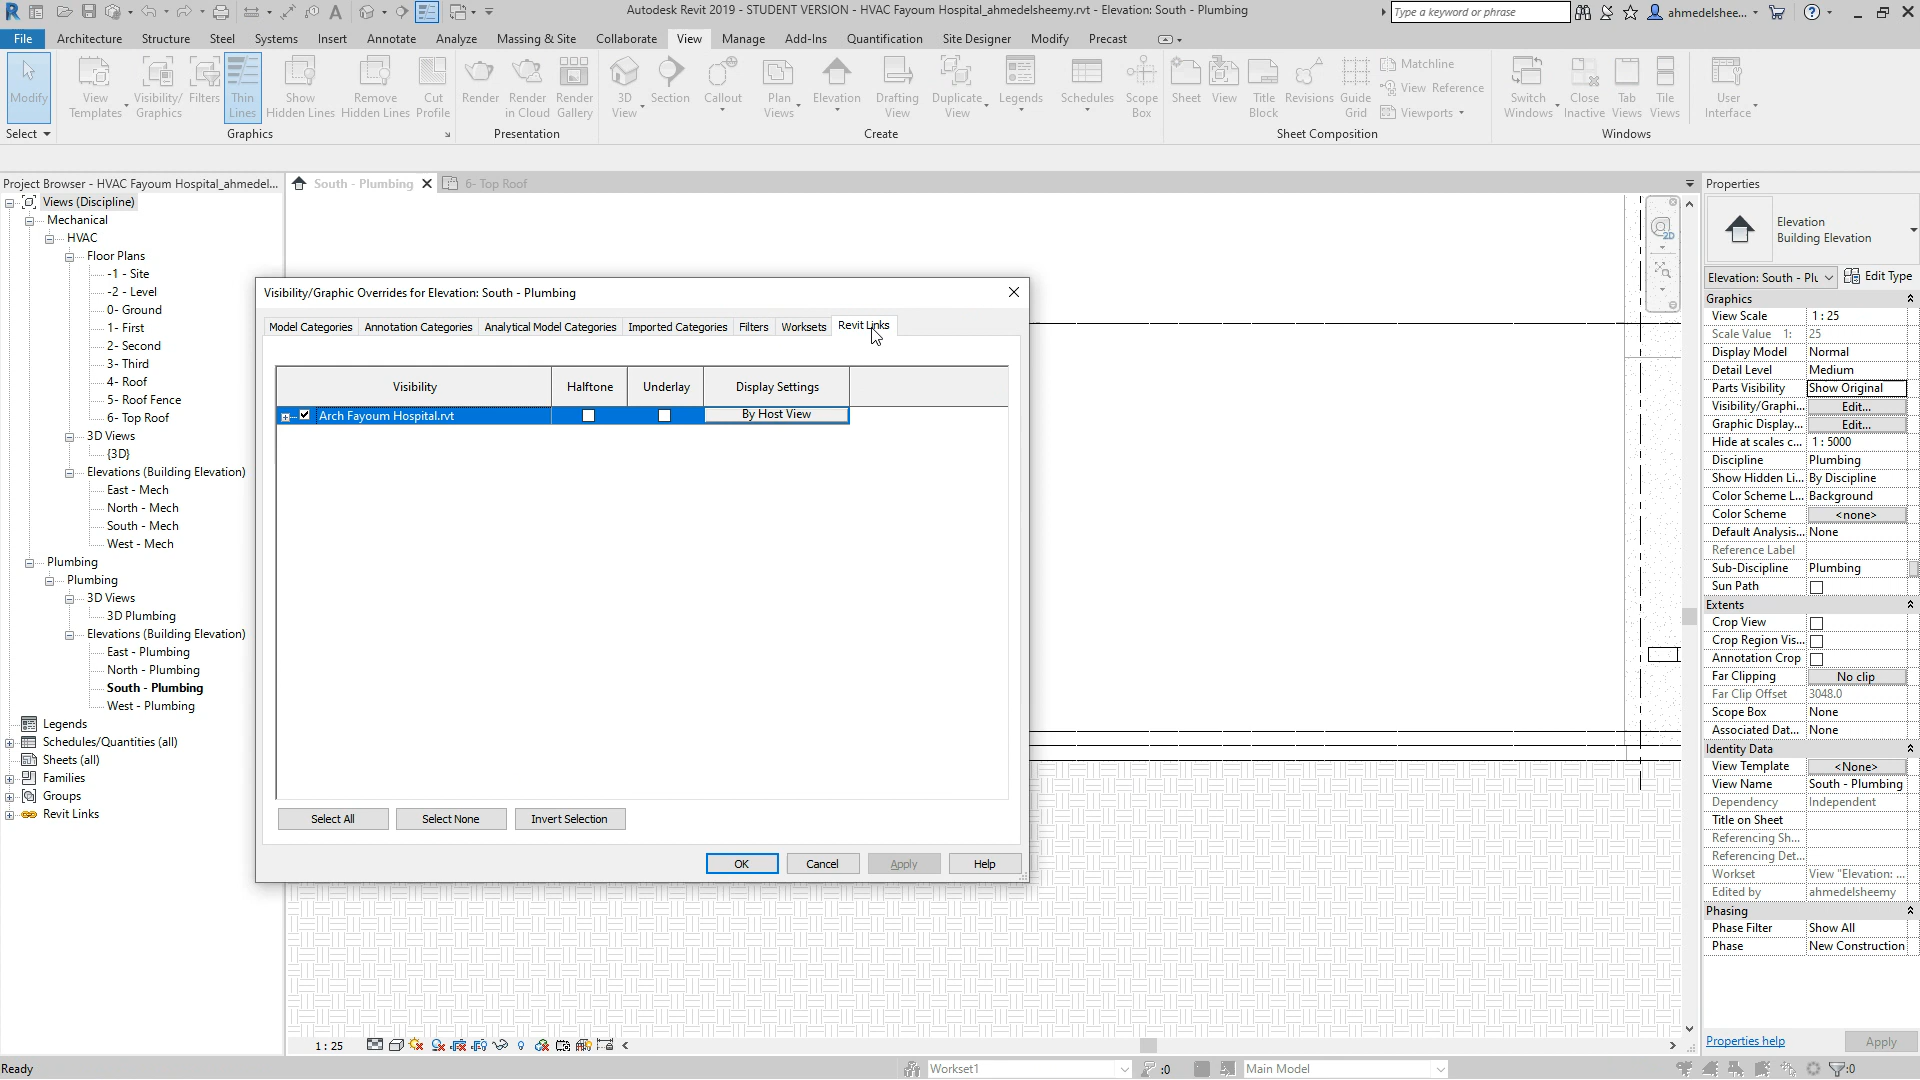 Autodesk Revit 2019 - STUDENT VERSION - HVAC Fayoum Hospital_ahmedelsheemy.rvt - Elevation: South - Plumbing
Type a keyword or phrase
ahmedelshee...
File Architecture Structure Steel Systems Insert Annotate Analyze Massing & Site Collaborate View Manage Add-Ins Quantification Site Designer Modify Precast
Modify
View Templates
Visibility/ Graphics
Filters
Thin Lines
Show Hidden Lines
Remove Hidden Lines
Cut Profile
Render
Render in Cloud
Render Gallery
3D View
Section
Callout
Plan Views
Elevation
Drafting View
Duplicate View
Legends
Schedules
Scope Box
Sheet
View
Title Block
Revisions
Guide Grid
Matchline
View Reference
Viewports
Switch Windows
Close Inactive
Tab Views
Tile Views
User Interface
Select Graphics Presentation Create Sheet Composition Windows
Project Browser - HVAC Fayoum Hospital_ahmedel...
Views (Discipline)
Mechanical
HVAC
Floor Plans
-1 - Site
-2 - Level
0- Ground
1- First
2- Second
3- Third
4- Roof
5- Roof Fence
6- Top Roof
3D Views
{3D}
Elevations (Building Elevation)
East - Mech
North - Mech
South - Mech
West - Mech
Plumbing
Plumbing
3D Views
3D Plumbing
Elevations (Building Elevation)
East - Plumbing
North - Plumbing
South - Plumbing
West - Plumbing
Legends
Schedules/Quantities (all)
Sheets (all)
Families
Groups
Revit Links
South - Plumbing 6- Top Roof
2D
Visibility/Graphic Overrides for Elevation: South - Plumbing
Model Categories Annotation Categories Analytical Model Categories Imported Categories Filters Worksets Revit Links
Visibility Halftone Underlay Display Settings
Arch Fayoum Hospital.rvt By Host View
Select All Select None Invert Selection
OK Cancel Apply Help
Properties
Elevation
Building Elevation
Elevation: South - Plu Edit Type
Graphics
View Scale 1 : 25
Scale Value 1: 25
Display Model Normal
Detail Level Medium
Parts Visibility Show Original
Visibility/Graphi... Edit...
Graphic Display... Edit...
Hide at scales c... 1 : 5000
Discipline Plumbing
Show Hidden Li... By Discipline
Color Scheme L... Background
Color Scheme <none>
Default Analysis... None
Reference Label
Sub-Discipline Plumbing
Sun Path
Extents
Crop View
Crop Region Vis...
Annotation Crop
Far Clipping No clip
Far Clip Offset 3048.0
Scope Box None
Associated Dat... None
Identity Data
View Template <None>
View Name South - Plumbing
Dependency Independent
Title on Sheet
Referencing Sh...
Referencing Det...
Workset View "Elevation: ...
Edited by ahmedelsheemy
Phasing
Phase Filter Show All
Phase New Construction
Properties help Apply
1 : 25
Ready Workset1 :0 Main Model :0